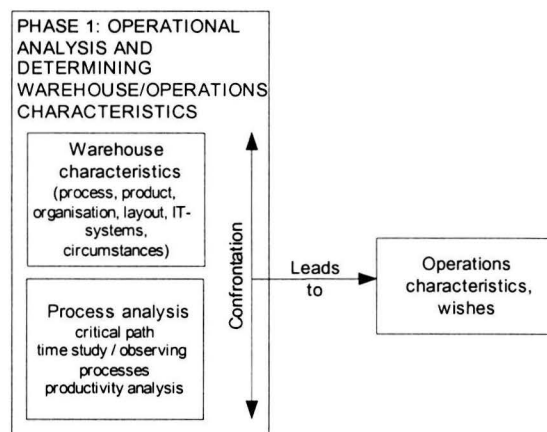 PHASE 1: OPERATIONAL
ANALYSIS AND
DETERMINING
WAREHOUSE/OPERATIONS
CHARACTERISTICS
Warehouse
characteristics
(process, product,
organisation, layout, IT-
systems,
circumstances)
Process analysis
critical path
time study / observing
processes
productivity analysis
Confrontation
Leads
to
Operations
characteristics,
wishes